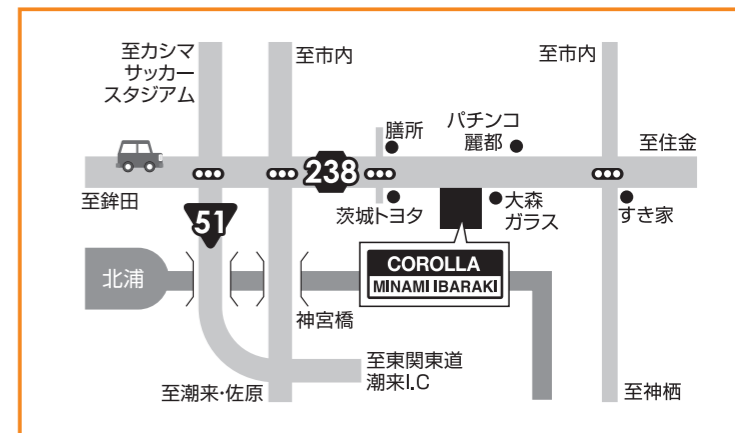 至カシマ
サッカー
スタジアム
至市内
至市内
膳所
パチンコ
麗都
至住金
238
至鉾田
51
茨城トヨタ
大森
ガラス
すき家
北浦
COROLLA
MINAMI IBARAKI
神宮橋
至東関東道
潮来I.C
至潮来・佐原
至神栖